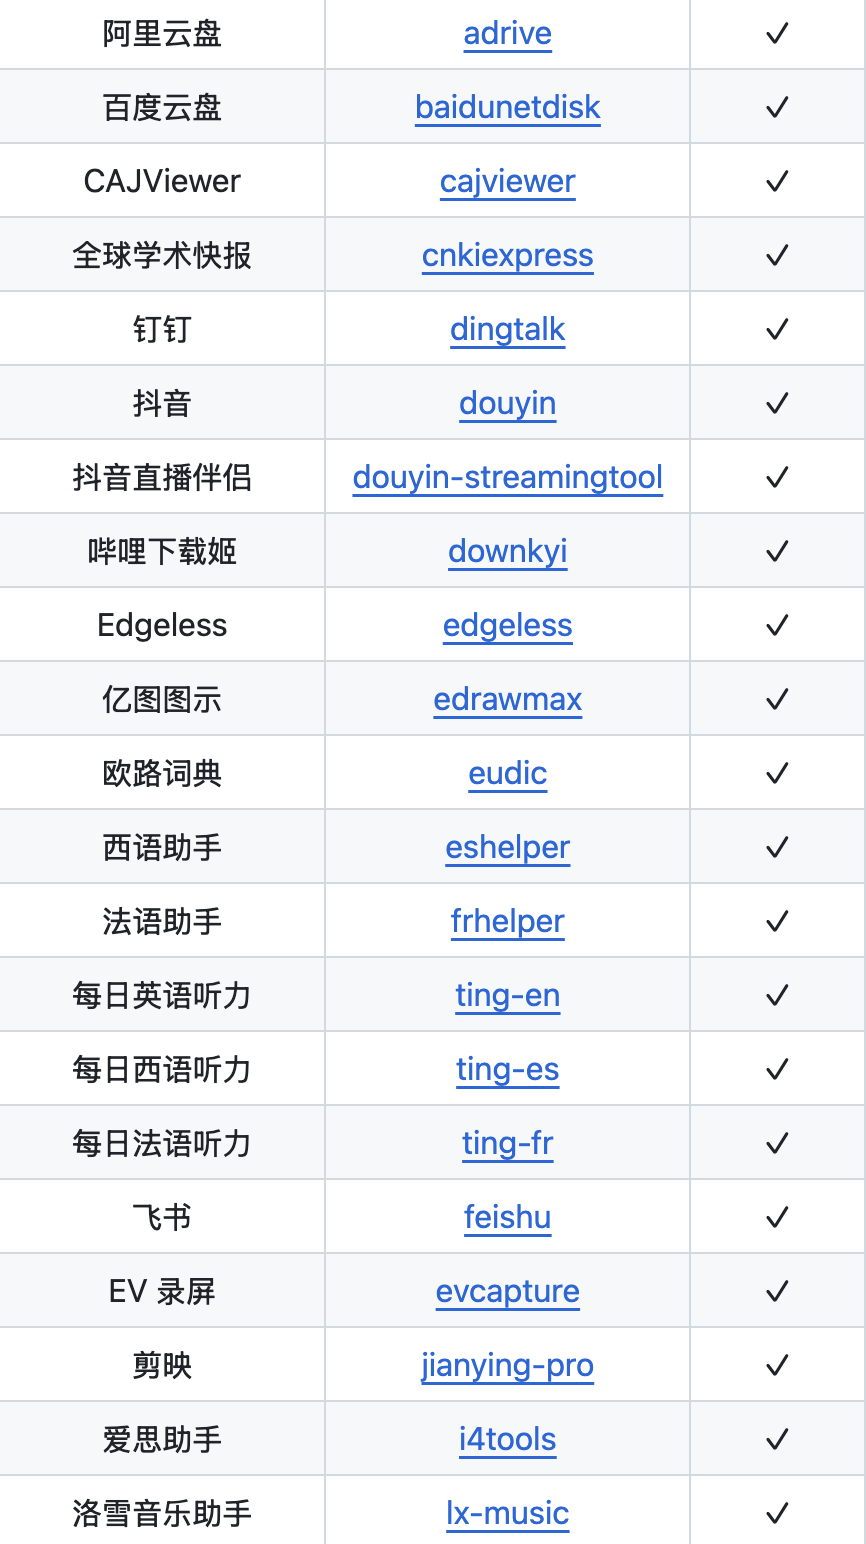 阿里云盘 adrive ✓
百度云盘 baidunetdisk ✓
CAJViewer cajviewer ✓
全球学术快报 cnkiexpress ✓
钉钉 dingtalk ✓
抖音 douyin ✓
抖音直播伴侣 douyin-streamingtool ✓
哔哩下载姬 downkyi ✓
Edgeless edgeless ✓
亿图图示 edrawmax ✓
欧路词典 eudic ✓
西语助手 eshelper ✓
法语助手 frhelper ✓
每日英语听力 ting-en ✓
每日西语听力 ting-es ✓
每日法语听力 ting-fr ✓
飞书 feishu ✓
EV 录屏 evcapture ✓
剪映 jianying-pro ✓
爱思助手 i4tools ✓
洛雪音乐助手 lx-music ✓